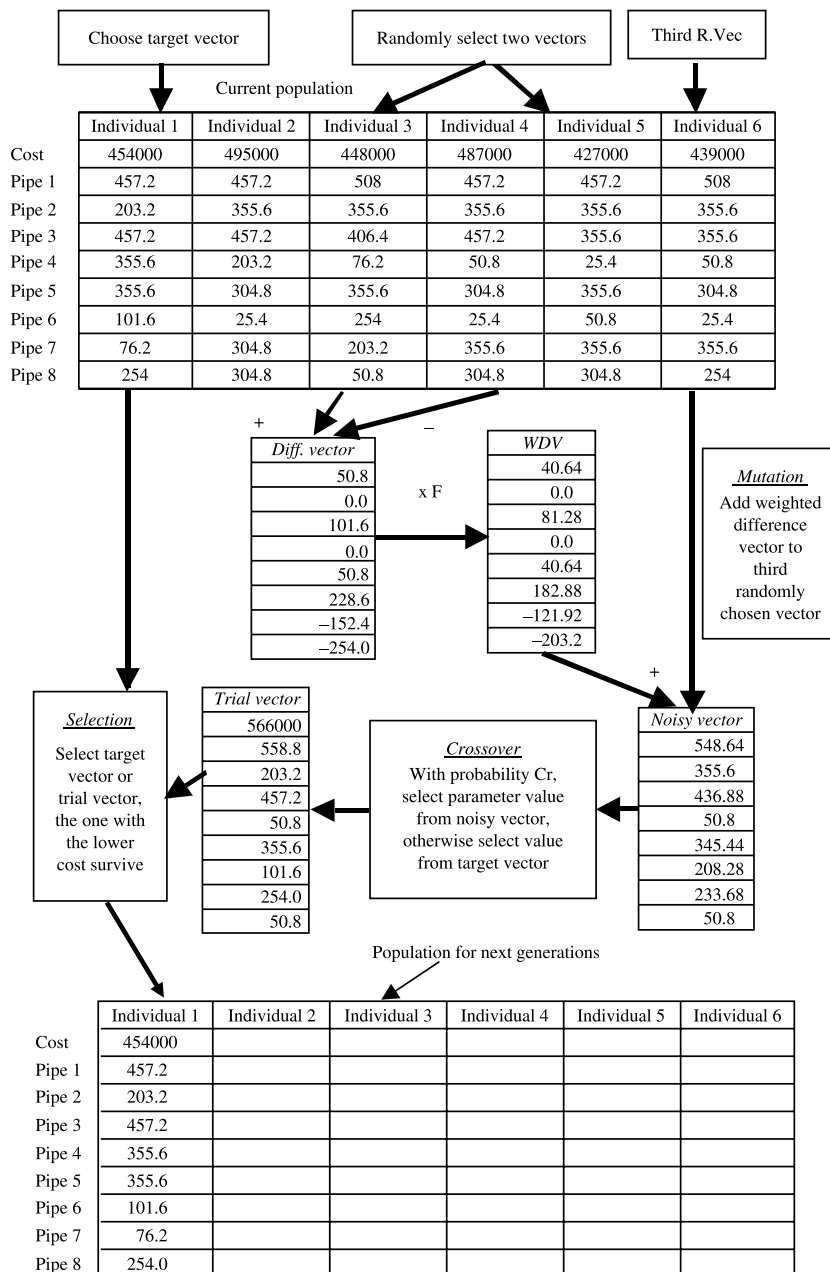 Choose target vector
Randomly select two vectors
Third R.Vec
Current population
Individual 1 Individual 2 Individual 3 Individual 4 Individual 5 Individual 6
Cost 454000 495000 448000 487000 427000 439000
Pipe 1 457.2 457.2 508 457.2 457.2 508
Pipe 2 203.2 355.6 355.6 355.6 355.6 355.6
Pipe 3 457.2 457.2 406.4 457.2 355.6 355.6
Pipe 4 355.6 203.2 76.2 50.8 25.4 50.8
Pipe 5 355.6 304.8 355.6 304.8 355.6 304.8
Pipe 6 101.6 25.4 254 25.4 50.8 25.4
Pipe 7 76.2 304.8 203.2 355.6 355.6 355.6
Pipe 8 254 304.8 50.8 304.8 304.8 254
+
–
Diff. vector
50.8
0.0
101.6
0.0
50.8
228.6
–152.4
–254.0
x F
WDV
40.64
0.0
81.28
0.0
40.64
182.88
–121.92
–203.2
Mutation
Add weighted
difference
vector to
third
randomly
chosen vector
+
Noisy vector
548.64
355.6
436.88
50.8
345.44
208.28
233.68
50.8
Crossover
With probability Cr,
select parameter value
from noisy vector,
otherwise select value
from target vector
Trial vector
566000
558.8
203.2
457.2
50.8
355.6
101.6
254.0
50.8
Selection
Select target
vector or
trial vector,
the one with
the lower
cost survive
Population for next generations
Individual 1 Individual 2 Individual 3 Individual 4 Individual 5 Individual 6
Cost 454000
Pipe 1 457.2
Pipe 2 203.2
Pipe 3 457.2
Pipe 4 355.6
Pipe 5 355.6
Pipe 6 101.6
Pipe 7 76.2
Pipe 8 254.0